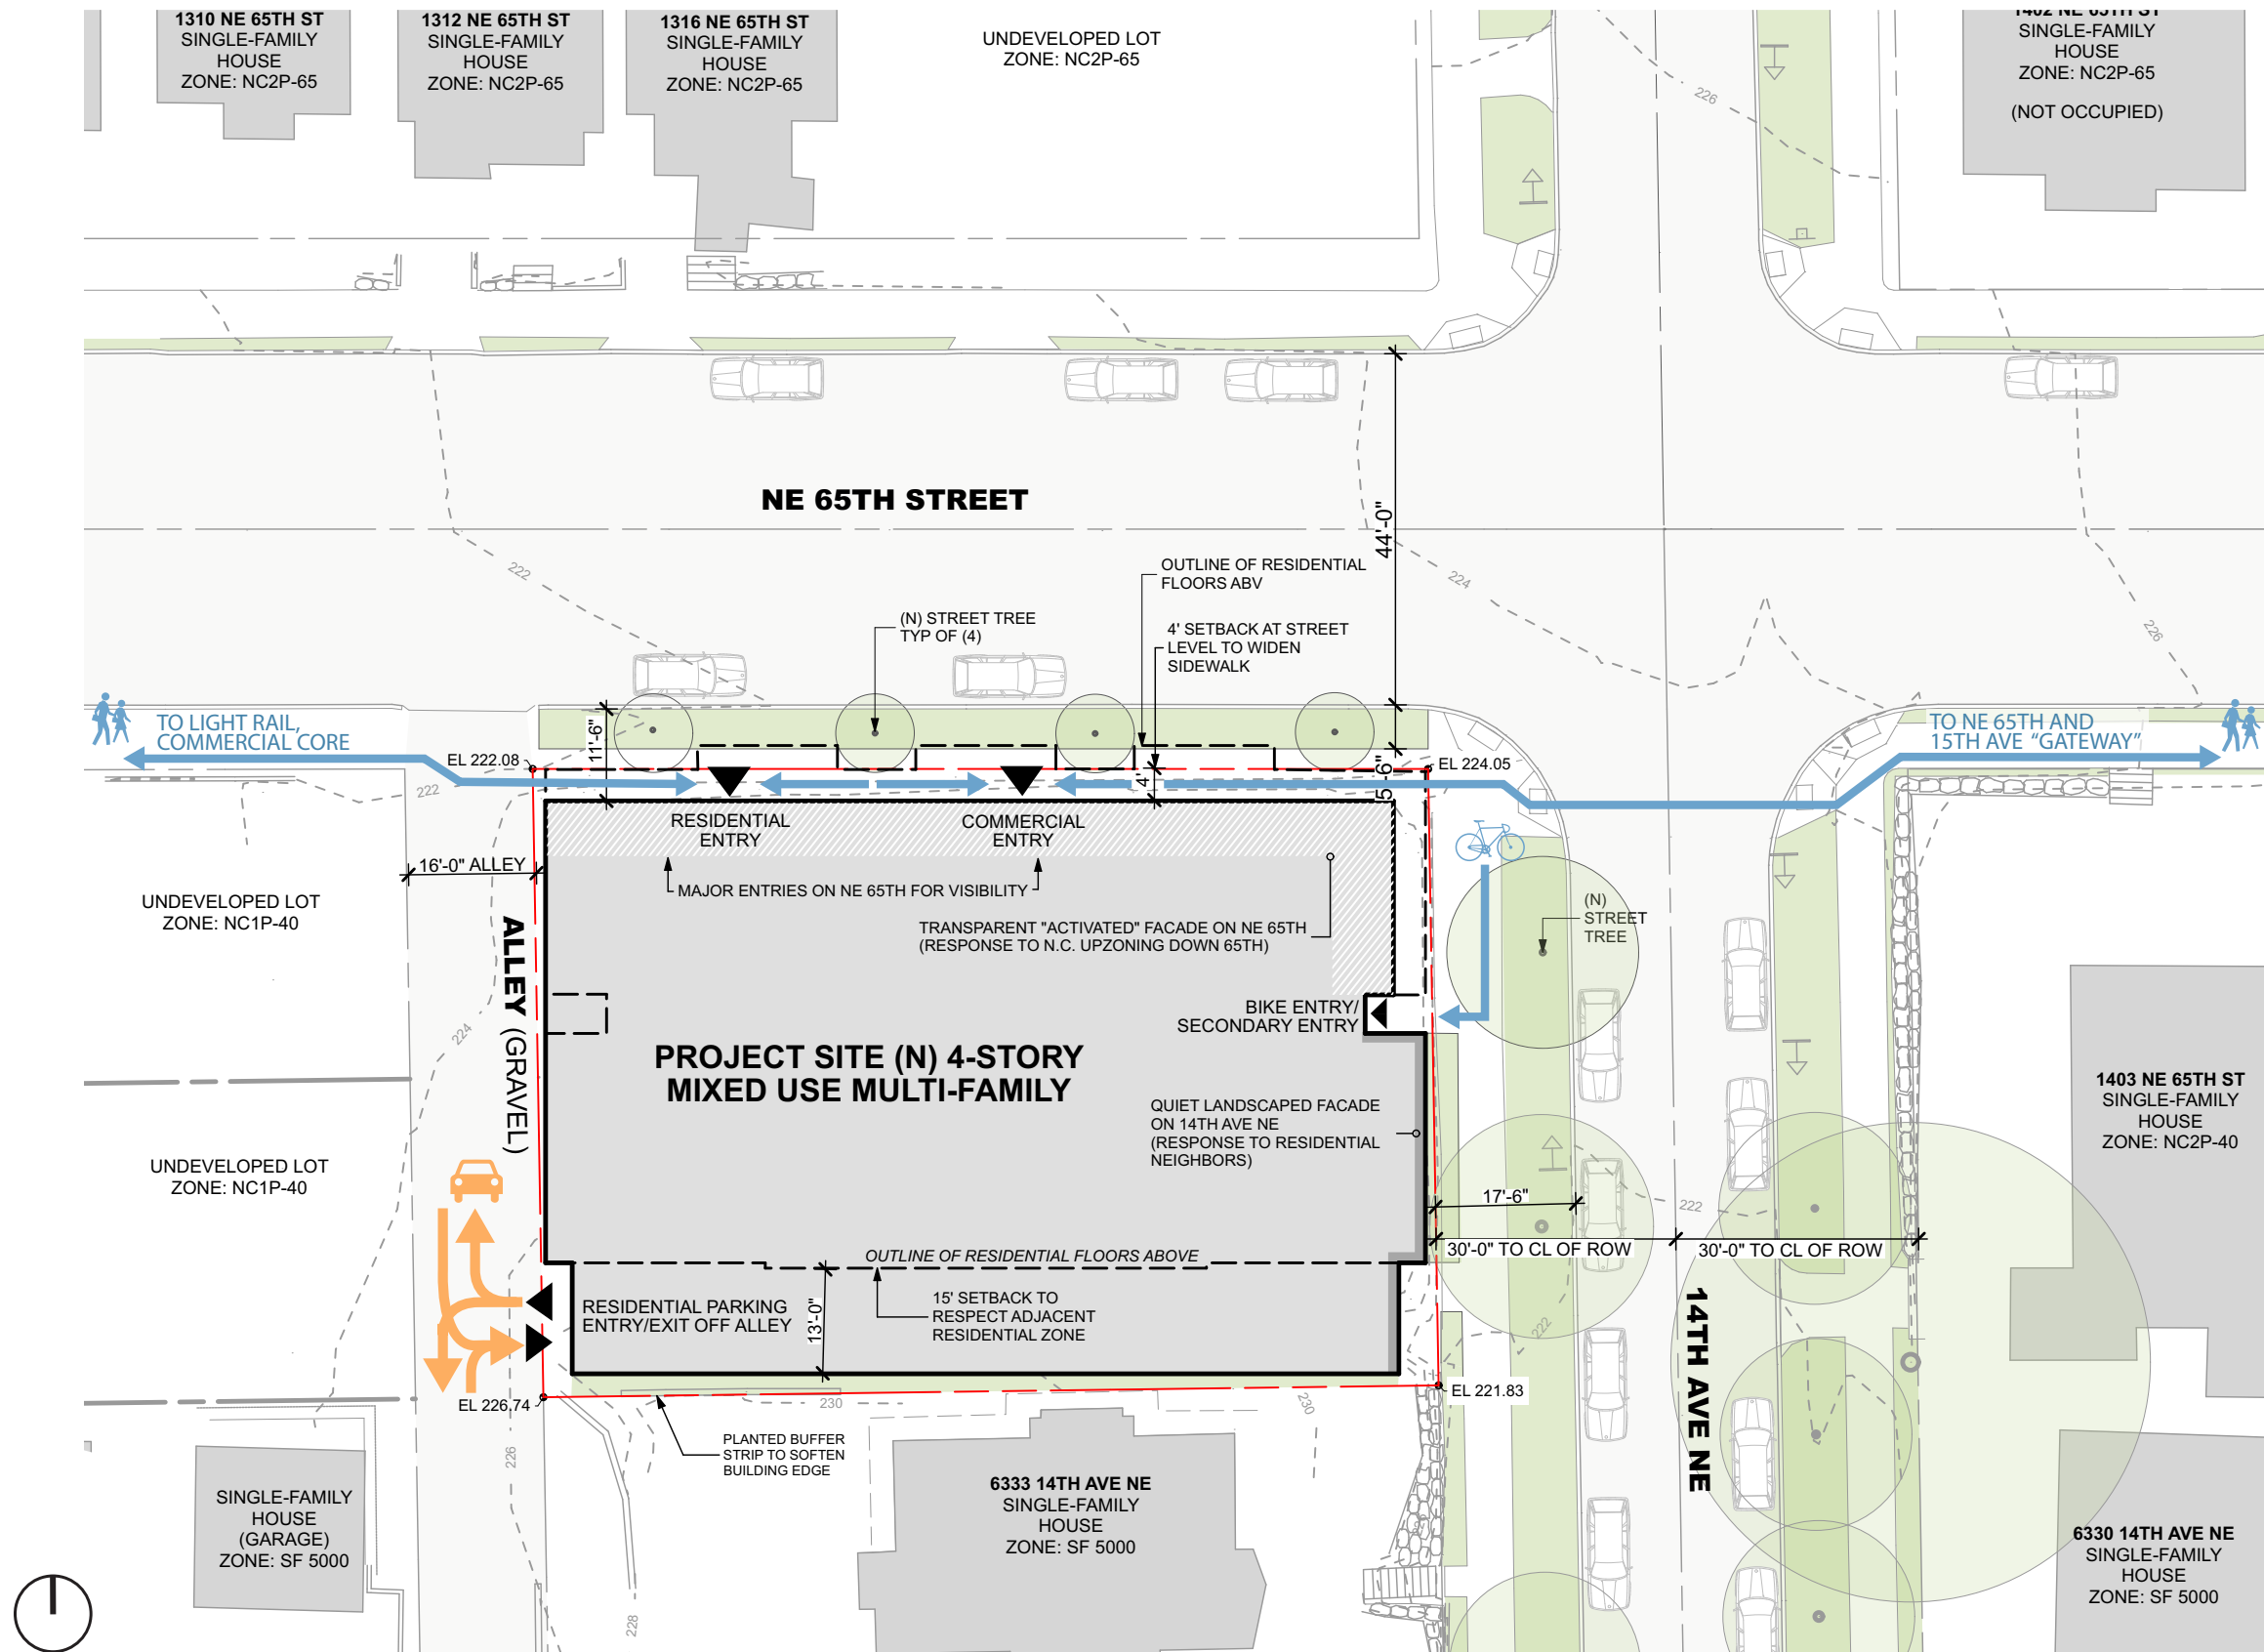 1310 NE 65TH ST
SINGLE-FAMILY
HOUSE
ZONE: NC2P-65
1312 NE 65TH ST
SINGLE-FAMILY
HOUSE
ZONE: NC2P-65
1316 NE 65TH ST
SINGLE-FAMILY
HOUSE
ZONE: NC2P-65
UNDEVELOPED LOT
ZONE: NC2P-65
1402 NE 65TH ST
SINGLE-FAMILY
HOUSE
ZONE: NC2P-65
(NOT OCCUPIED)
226
NE 65TH STREET
44'-0"
222
224
226
OUTLINE OF RESIDENTIAL
FLOORS ABV
(N) STREET TREE
TYP OF (4)
4' SETBACK AT STREET
LEVEL TO WIDEN
SIDEWALK
TO LIGHT RAIL,
COMMERCIAL CORE
TO NE 65TH AND
15TH AVE “GATEWAY”
11'-6"
EL 222.08
EL 224.05
222
4'
5'-6"
RESIDENTIAL
ENTRY
COMMERCIAL
ENTRY
16'-0" ALLEY
MAJOR ENTRIES ON NE 65TH FOR VISIBILITY
UNDEVELOPED LOT
ZONE: NC1P-40
(N)
STREET
TREE
TRANSPARENT "ACTIVATED" FACADE ON NE 65TH
(RESPONSE TO N.C. UPZONING DOWN 65TH)
ALLEY (GRAVEL)
224
BIKE ENTRY/
SECONDARY ENTRY
PROJECT SITE (N) 4-STORY
MIXED USE MULTI-FAMILY
QUIET LANDSCAPED FACADE
ON 14TH AVE NE
(RESPONSE TO RESIDENTIAL
NEIGHBORS)
1403 NE 65TH ST
SINGLE-FAMILY
HOUSE
ZONE: NC2P-40
UNDEVELOPED LOT
ZONE: NC1P-40
17'-6"
222
30'-0" TO CL OF ROW
30'-0" TO CL OF ROW
OUTLINE OF RESIDENTIAL FLOORS ABOVE
15' SETBACK TO
RESPECT ADJACENT
RESIDENTIAL ZONE
RESIDENTIAL PARKING
ENTRY/EXIT OFF ALLEY
13'-0"
222
14TH AVE NE
EL 226.74
EL 221.83
230
230
226
228
PLANTED BUFFER
STRIP TO SOFTEN
BUILDING EDGE
6333 14TH AVE NE
SINGLE-FAMILY
HOUSE
ZONE: SF 5000
SINGLE-FAMILY
HOUSE
(GARAGE)
ZONE: SF 5000
6330 14TH AVE NE
SINGLE-FAMILY
HOUSE
ZONE: SF 5000